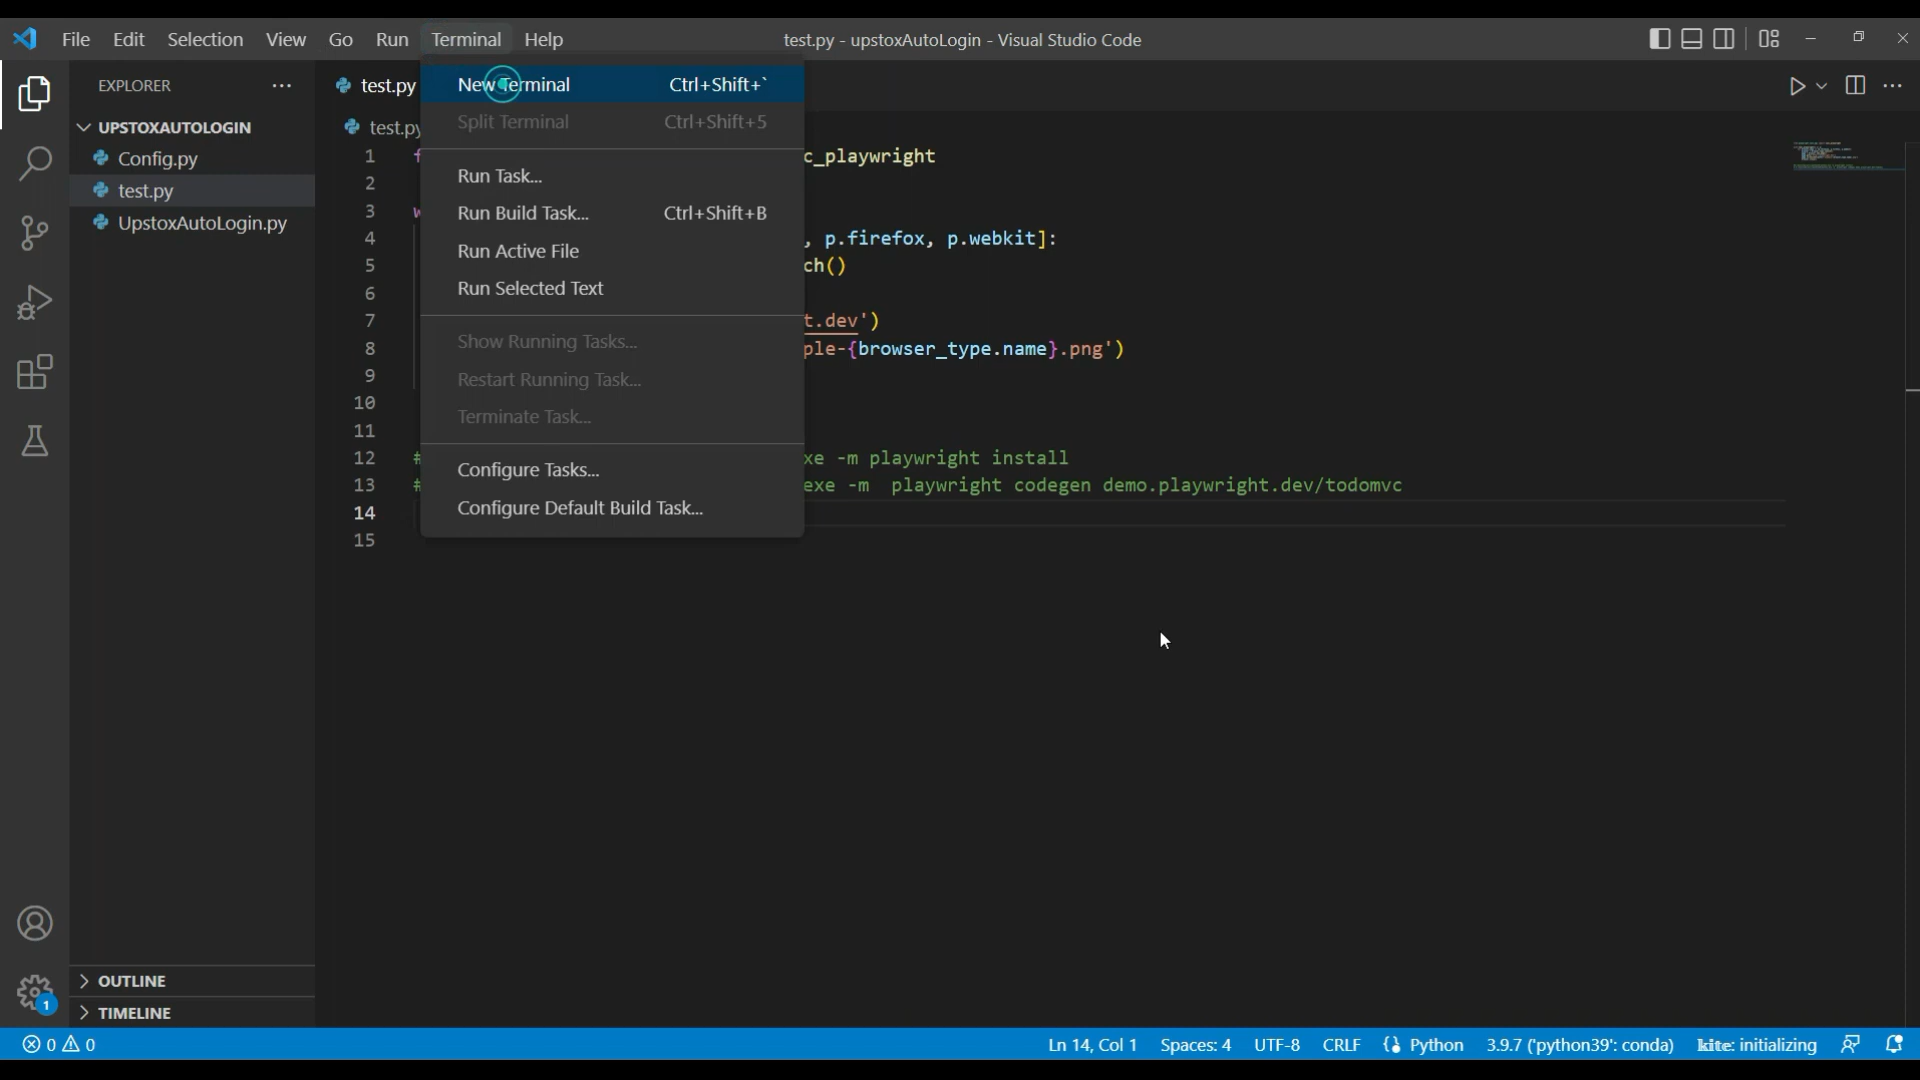 File Edit Selection View Go Run Terminal Help
test.py - upstoxAutoLogin - Visual Studio Code
EXPLORER
UPSTOXAUTOLOGIN
Config.py
test.py
UpstoxAutoLogin.py
OUTLINE
TIMELINE
test.py
test.py
New Terminal Ctrl+Shift+`
Split Terminal Ctrl+Shift+5
Run Task...
Run Build Task... Ctrl+Shift+B
Run Active File
Run Selected Text
Show Running Tasks...
Restart Running Task...
Terminate Task...
Configure Tasks...
Configure Default Build Task...
1 c_playwright
2
3
4 , p.firefox, p.webkit]:
5 ch()
6
7 t.dev')
8 ple-{browser_type.name}.png')
9
10
11
12 # xe -m playwright install
13 # exe -m  playwright codegen demo.playwright.dev/todomvc
14
15
1
0 0 Ln 14, Col 1 Spaces: 4 UTF-8 CRLF Python 3.9.7 ('python39': conda) kite: initializing